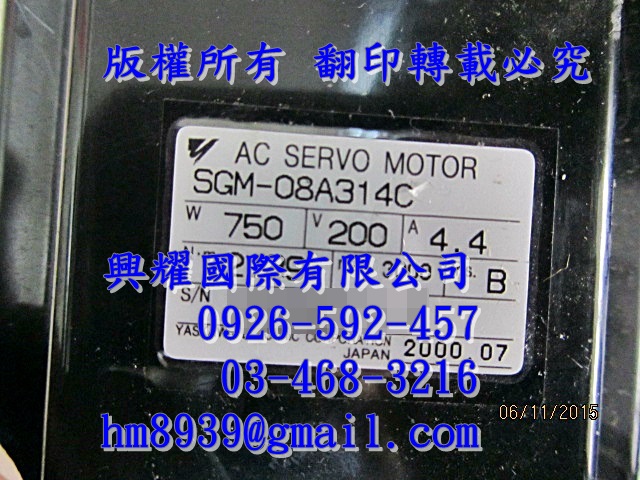 版權所有 翻印轉載必究
AC SERVO MOTOR
SGM-08A314C
W 750 V 200 A 4.4
B
興耀國際有限公司
S/N
0926-592-457
CORPORATION
JAPAN 2000.07
03-468-3216
06/11/2015
hm8939@gmail.com